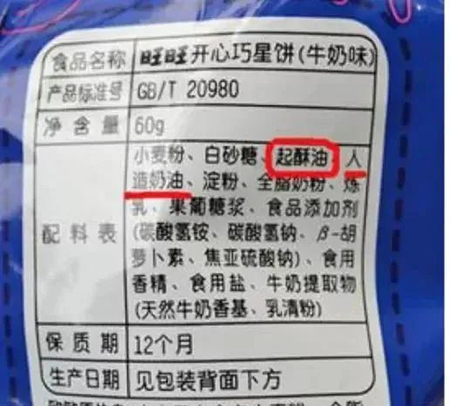 食品名称 旺旺开心巧星饼(牛奶味)
产品标准号 GB/T 20980
净含量 60g
配料表
小麦粉、白砂糖、起酥油、人
造奶油、淀粉、全脂奶粉、炼
乳、果葡糖浆、食品添加剂
(碳酸氢铵、碳酸氢钠、β-胡
萝卜素、焦亚硫酸钠)、食用
香精、食用盐、牛奶提取物
(天然牛奶香基、乳清粉)
保质期 12个月
生产日期 见包装背面下方